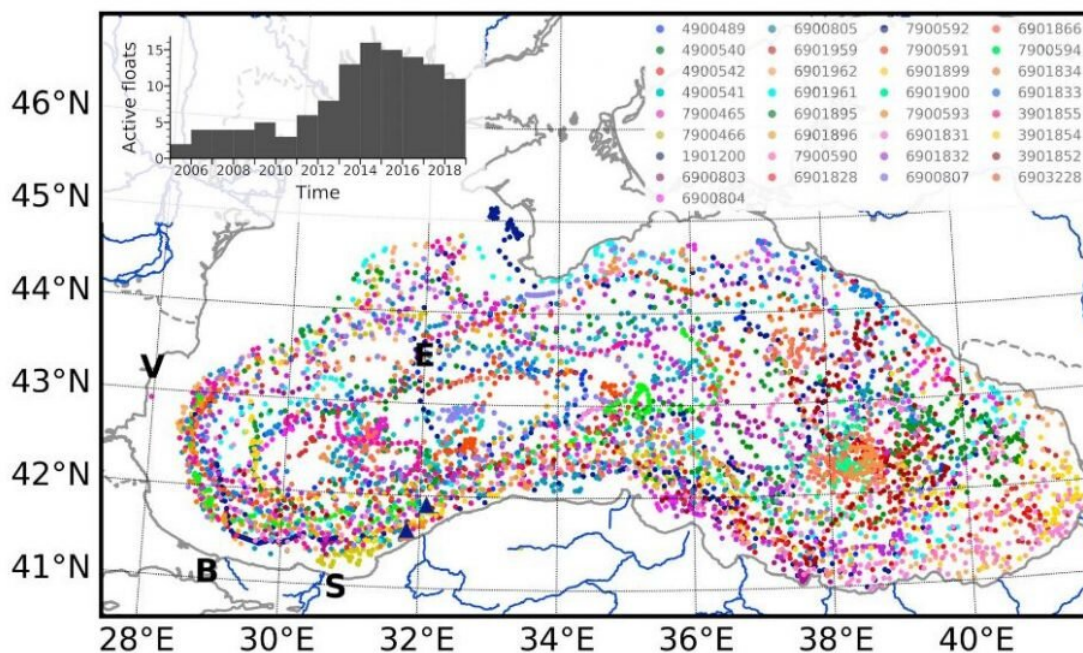 4900489 6900805 7900592 6901866
4900540 6901959 7900591 7900594
4900542 6901962 6901899 6901834
4900541 6901961 6901900 6901833
7900465 6901895 7900593 3901855
7900466 6901896 6901831 3901854
1901200 7900590 6901832 3901852
6900803 6901828 6900807 6903228
6900804
Active floats
15
10
5
0
2006 2008 2010 2012 2014 2016 2018
Time
46°N
45°N
44°N
43°N
42°N
41°N
V
E
B
S
28°E 30°E 32°E 34°E 36°E 38°E 40°E